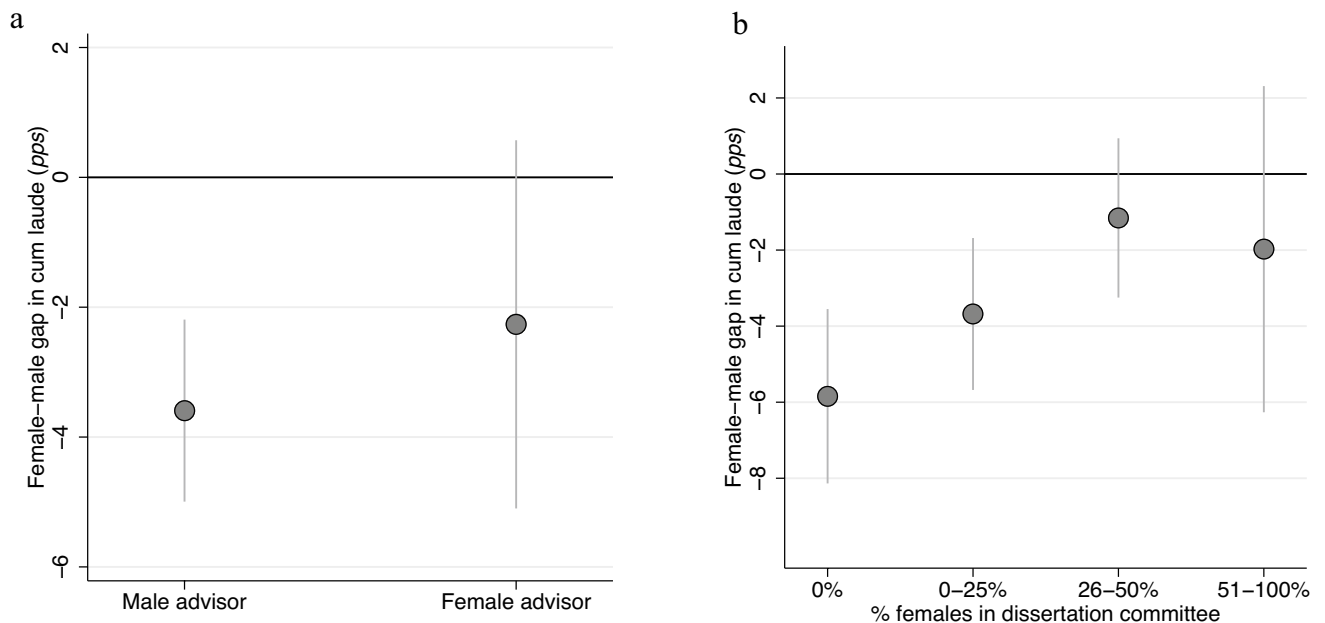 a
Female−male gap in cum laude (pps)
2
0
−2
−4
−6
Male advisor
Female advisor
b
Female−male gap in cum laude (pps)
2
0
−2
−4
−6
−8
0%
0−25%
26−50%
51−100%
% females in dissertation committee